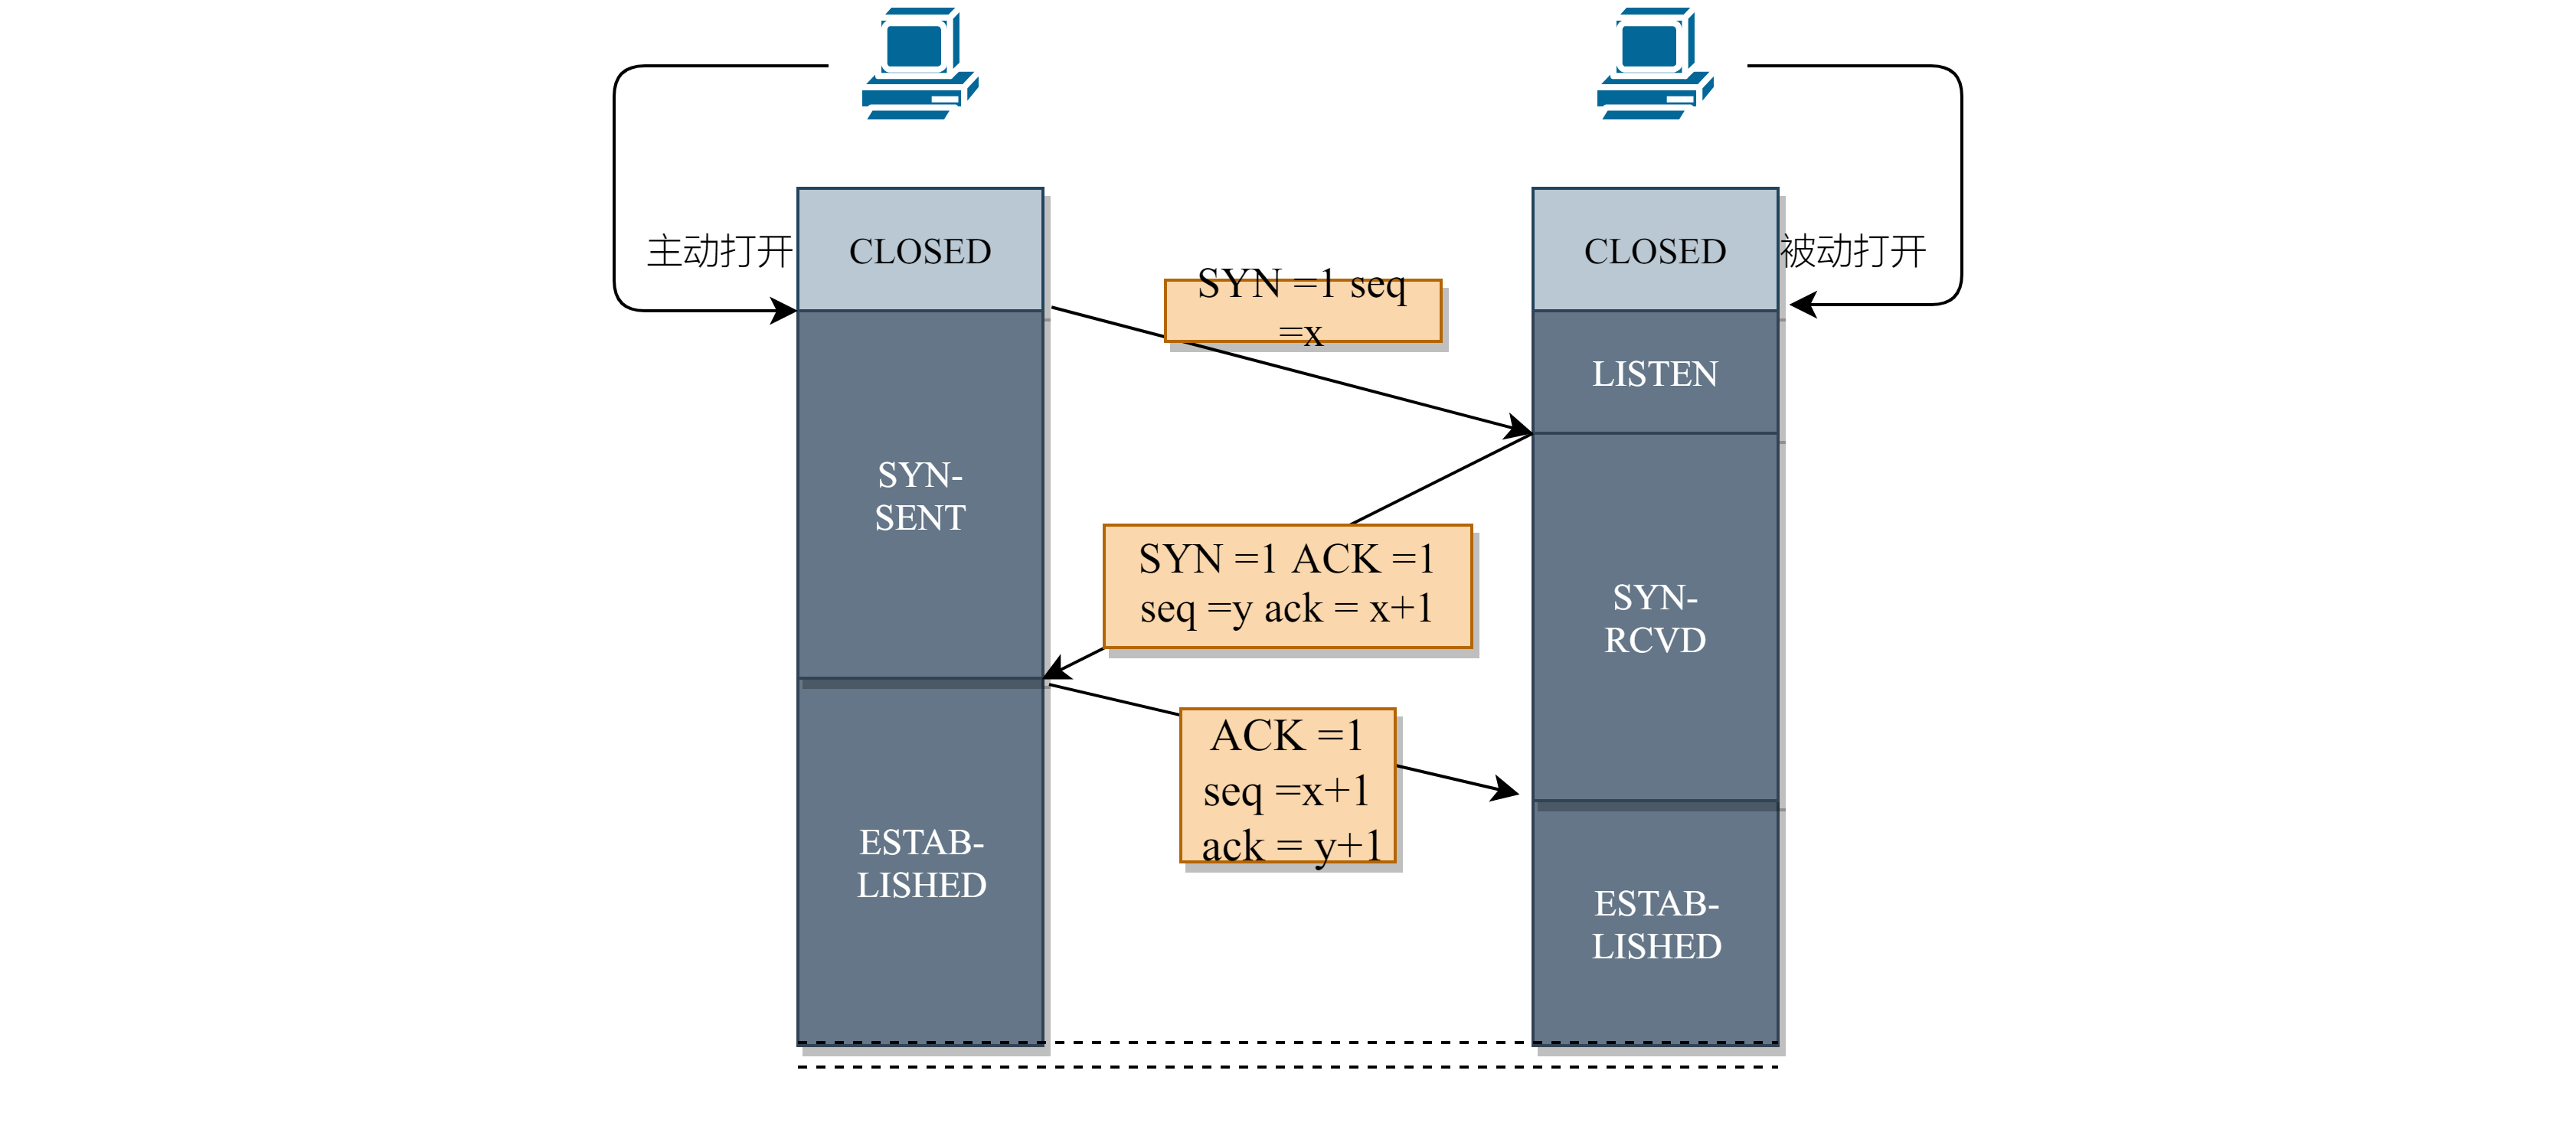 主动打开
CLOSED
CLOSED
被动打开
SYN =1 seq
=x
LISTEN
SYN-
SENT
SYN =1 ACK =1
seq =y ack = x+1
SYN-
RCVD
ACK =1
seq =x+1
ack = y+1
ESTAB-
LISHED
ESTAB-
LISHED